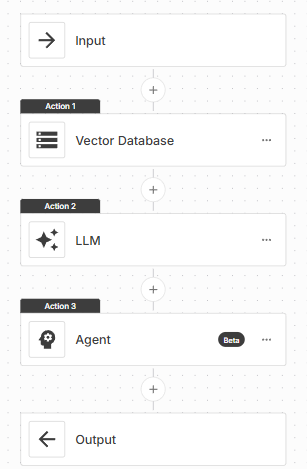 Input
Action 1
Vector Database
Action 2
LLM
Action 3
Agent
Beta
Output